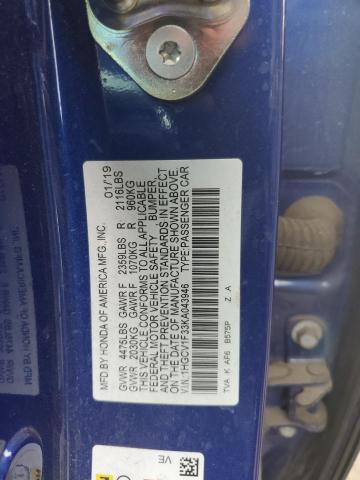 MFD.BY HONDA OF AMERICA MFG.,INC. 01/19
GVWR 4475LBS GAWR F 2359LBS R 2116LBS
GVWR 2030KG GAWR F 1070KG R 960KG
THIS VEHICLE CONFORMS TO ALL APPLICABLE
FEDERAL MOTOR VEHICLE SAFETY , BUMPER,
AND THEFT PREVENTION STANDARDS IN EFFECT
ON THE DATE OF MANUFACTURE SHOWN ABOVE.
V.I.N. 1HGCV1F33KA043946 TYPE:PASSENGER CAR
TVA K AF6 B575P Z A
VE